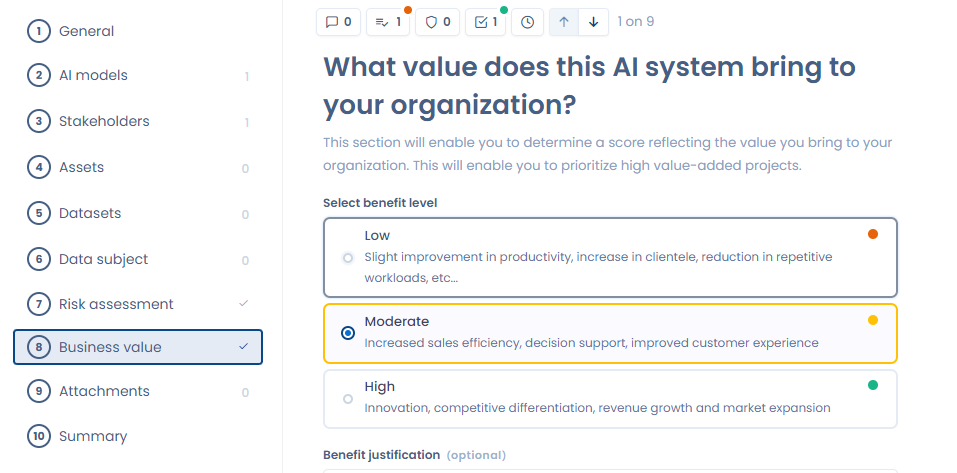 1 General
2 AI models 1
3 Stakeholders 1
4 Assets 0
5 Datasets 0
6 Data subject 0
7 Risk assessment
8 Business value
9 Attachments 0
10 Summary
0 1 0 1 1 on 9
What value does this AI system bring to
your organization?
This section will enable you to determine a score reflecting the value you bring to your
organization. This will enable you to prioritize high value-added projects.
Select benefit level
Low
Slight improvement in productivity, increase in clientele, reduction in repetitive
workloads, etc...
Moderate
Increased sales efficiency, decision support, improved customer experience
High
Innovation, competitive differentiation, revenue growth and market expansion
Benefit justification (optional)